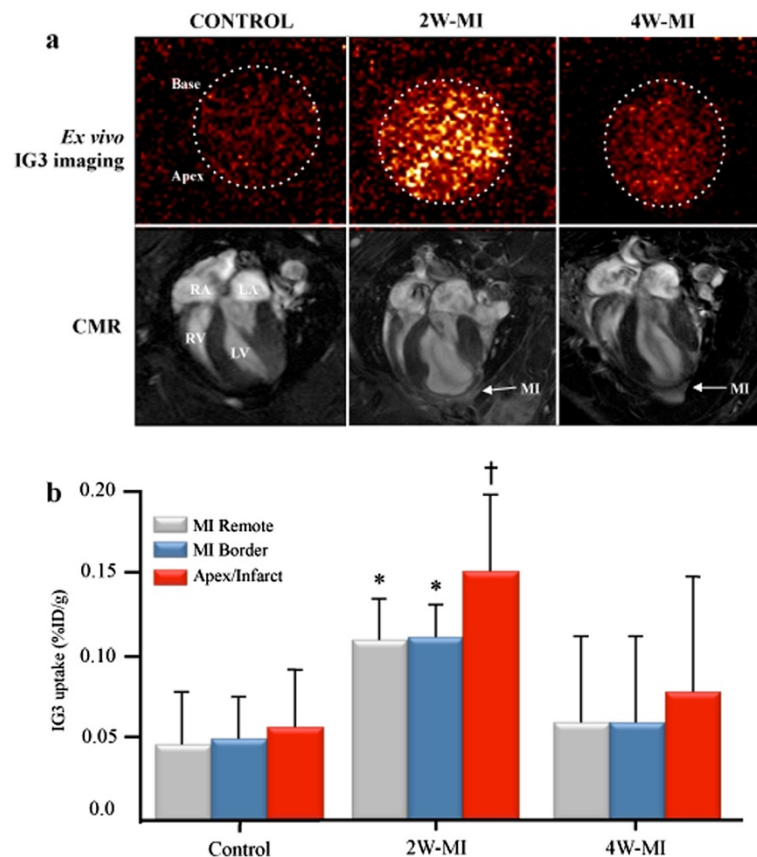 a
CONTROL 2W-MI 4W-MI
Ex vivo
IG3 imaging
Base
Apex
CMR
RA LA
RV
LV
MI
MI
b
IG3 uptake (%ID/g)
0.20
0.15
0.10
0.05
0.0
MI Remote
MI Border
Apex/Infarct
* * †
Control 2W-MI 4W-MI